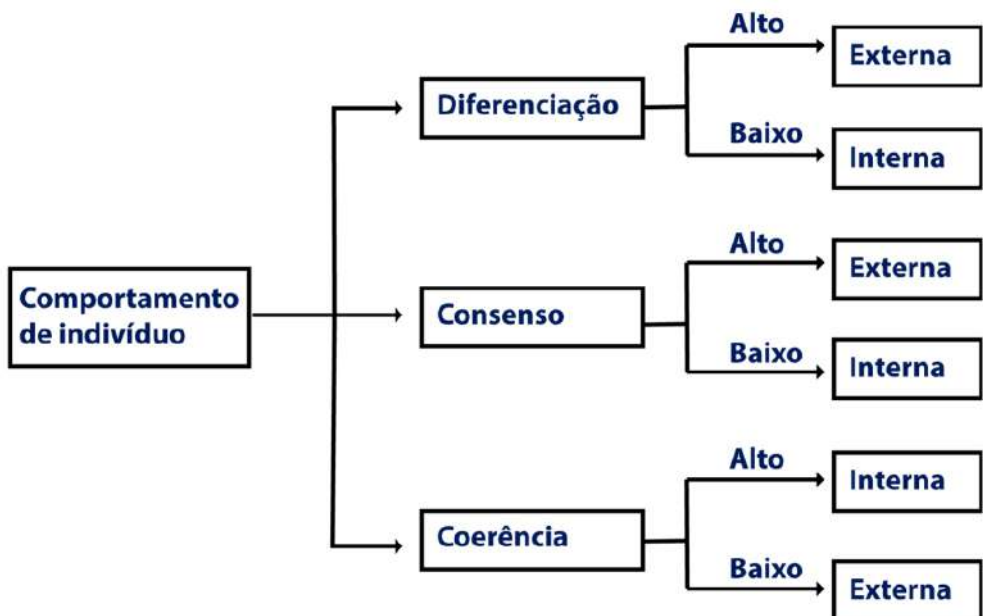 Comportamento
de indivíduo
Diferenciação
Alto
Externa
Baixo
Interna
Consenso
Alto
Externa
Baixo
Interna
Coerência
Alto
Interna
Baixo
Externa